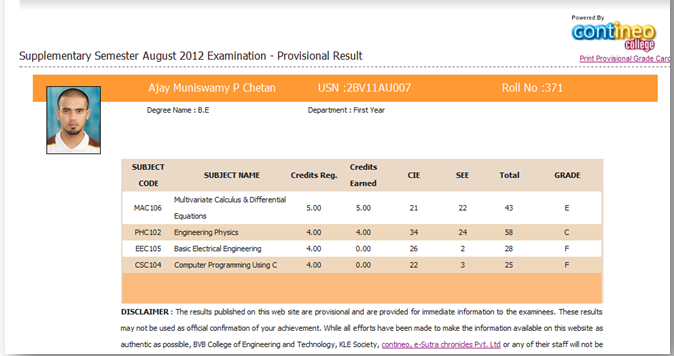 Powered By
contineo
college
Supplementary Semester August 2012 Examination - Provisional Result
Print Provisional Grade Card
Ajay Muniswamy P Chetan USN :2BV11AU007 Roll No :371
Degree Name : B.E Department : First Year
SUBJECT CODE SUBJECT NAME Credits Reg. Credits Earned CIE SEE Total GRADE
MAC106 Multivariate Calculus & Differential Equations 5.00 5.00 21 22 43 E
PHC102 Engineering Physics 4.00 4.00 34 24 58 C
EEC105 Basic Electrical Engineering 4.00 0.00 26 2 28 F
CSC104 Computer Programming Using C 4.00 0.00 22 3 25 F
DISCLAIMER : The results published on this web site are provisional and are provided for immediate information to the examinees. These results
may not be used as official confirmation of your achievement. While all efforts have been made to make the information available on this website as
authentic as possible, BVB College of Engineering and Technology, KLE Society, contineo, e-Sutra chronicles Pvt. Ltd or any of their staff will not be